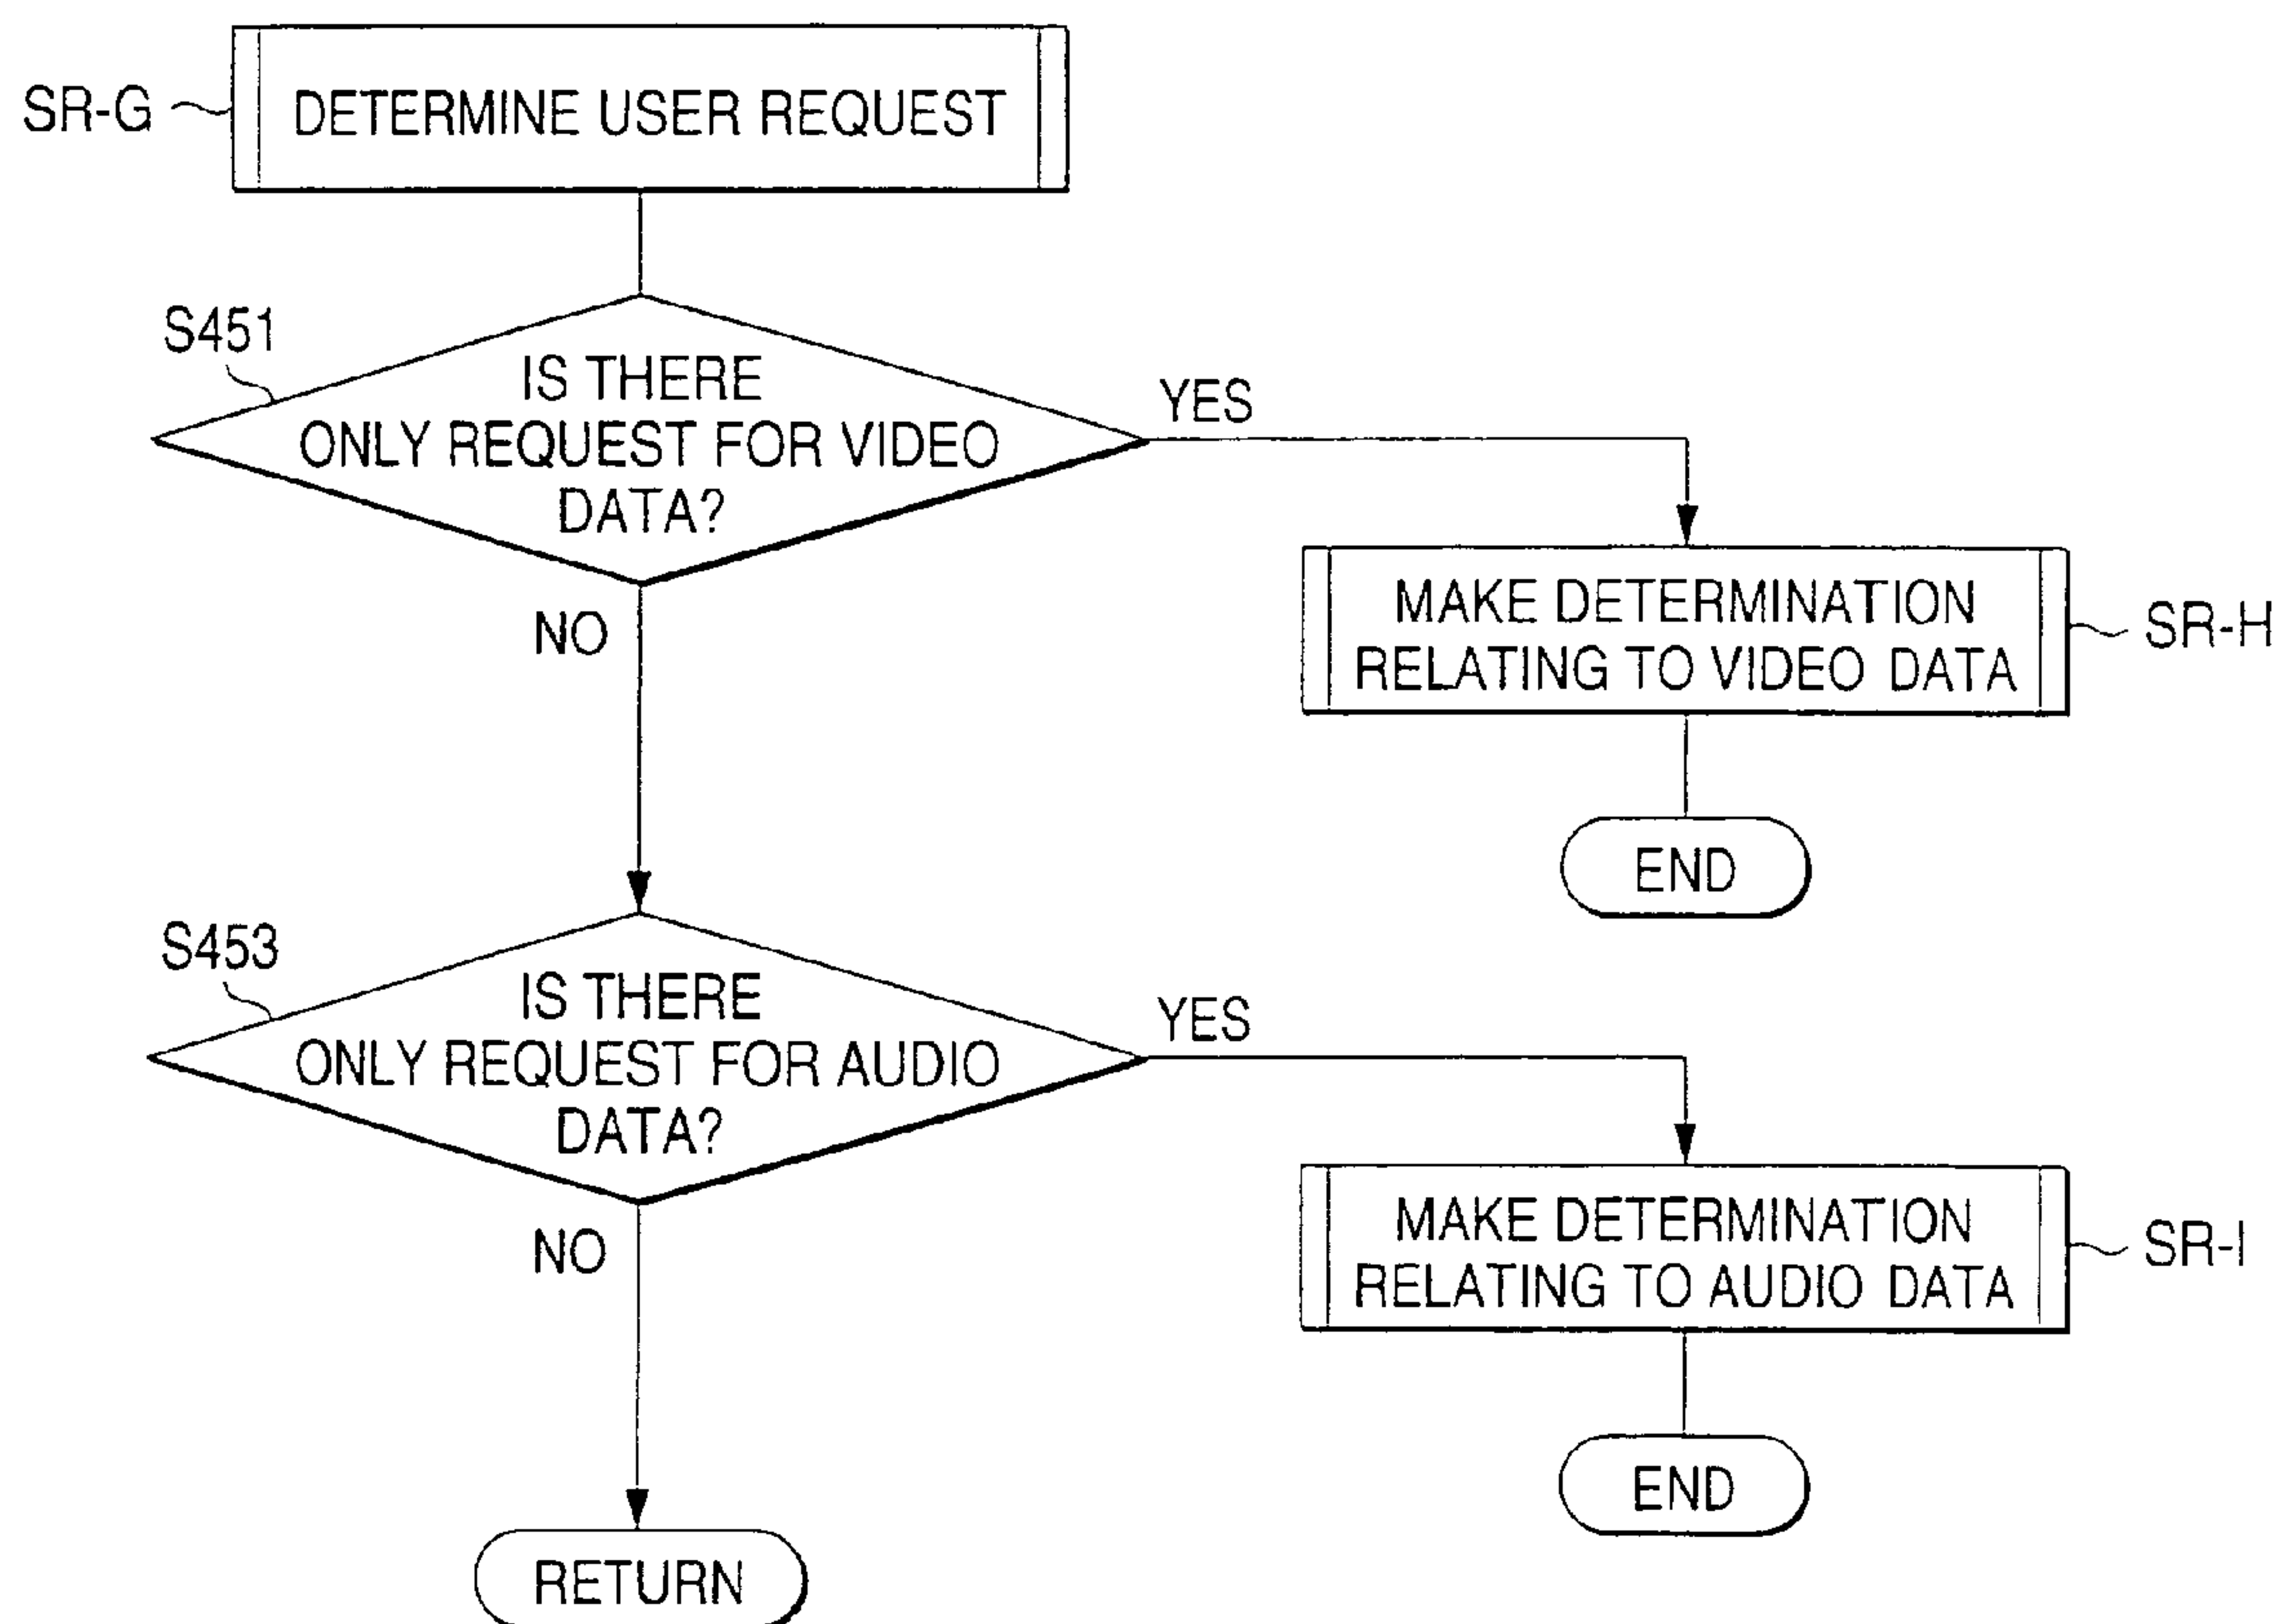 SR-G
DETERMINE USER REQUEST
S451
IS THERE
ONLY REQUEST FOR VIDEO
DATA?
YES
NO
MAKE DETERMINATION
RELATING TO VIDEO DATA
SR-H
END
S453
IS THERE
ONLY REQUEST FOR AUDIO
DATA?
YES
NO
MAKE DETERMINATION
RELATING TO AUDIO DATA
SR-I
END
RETURN